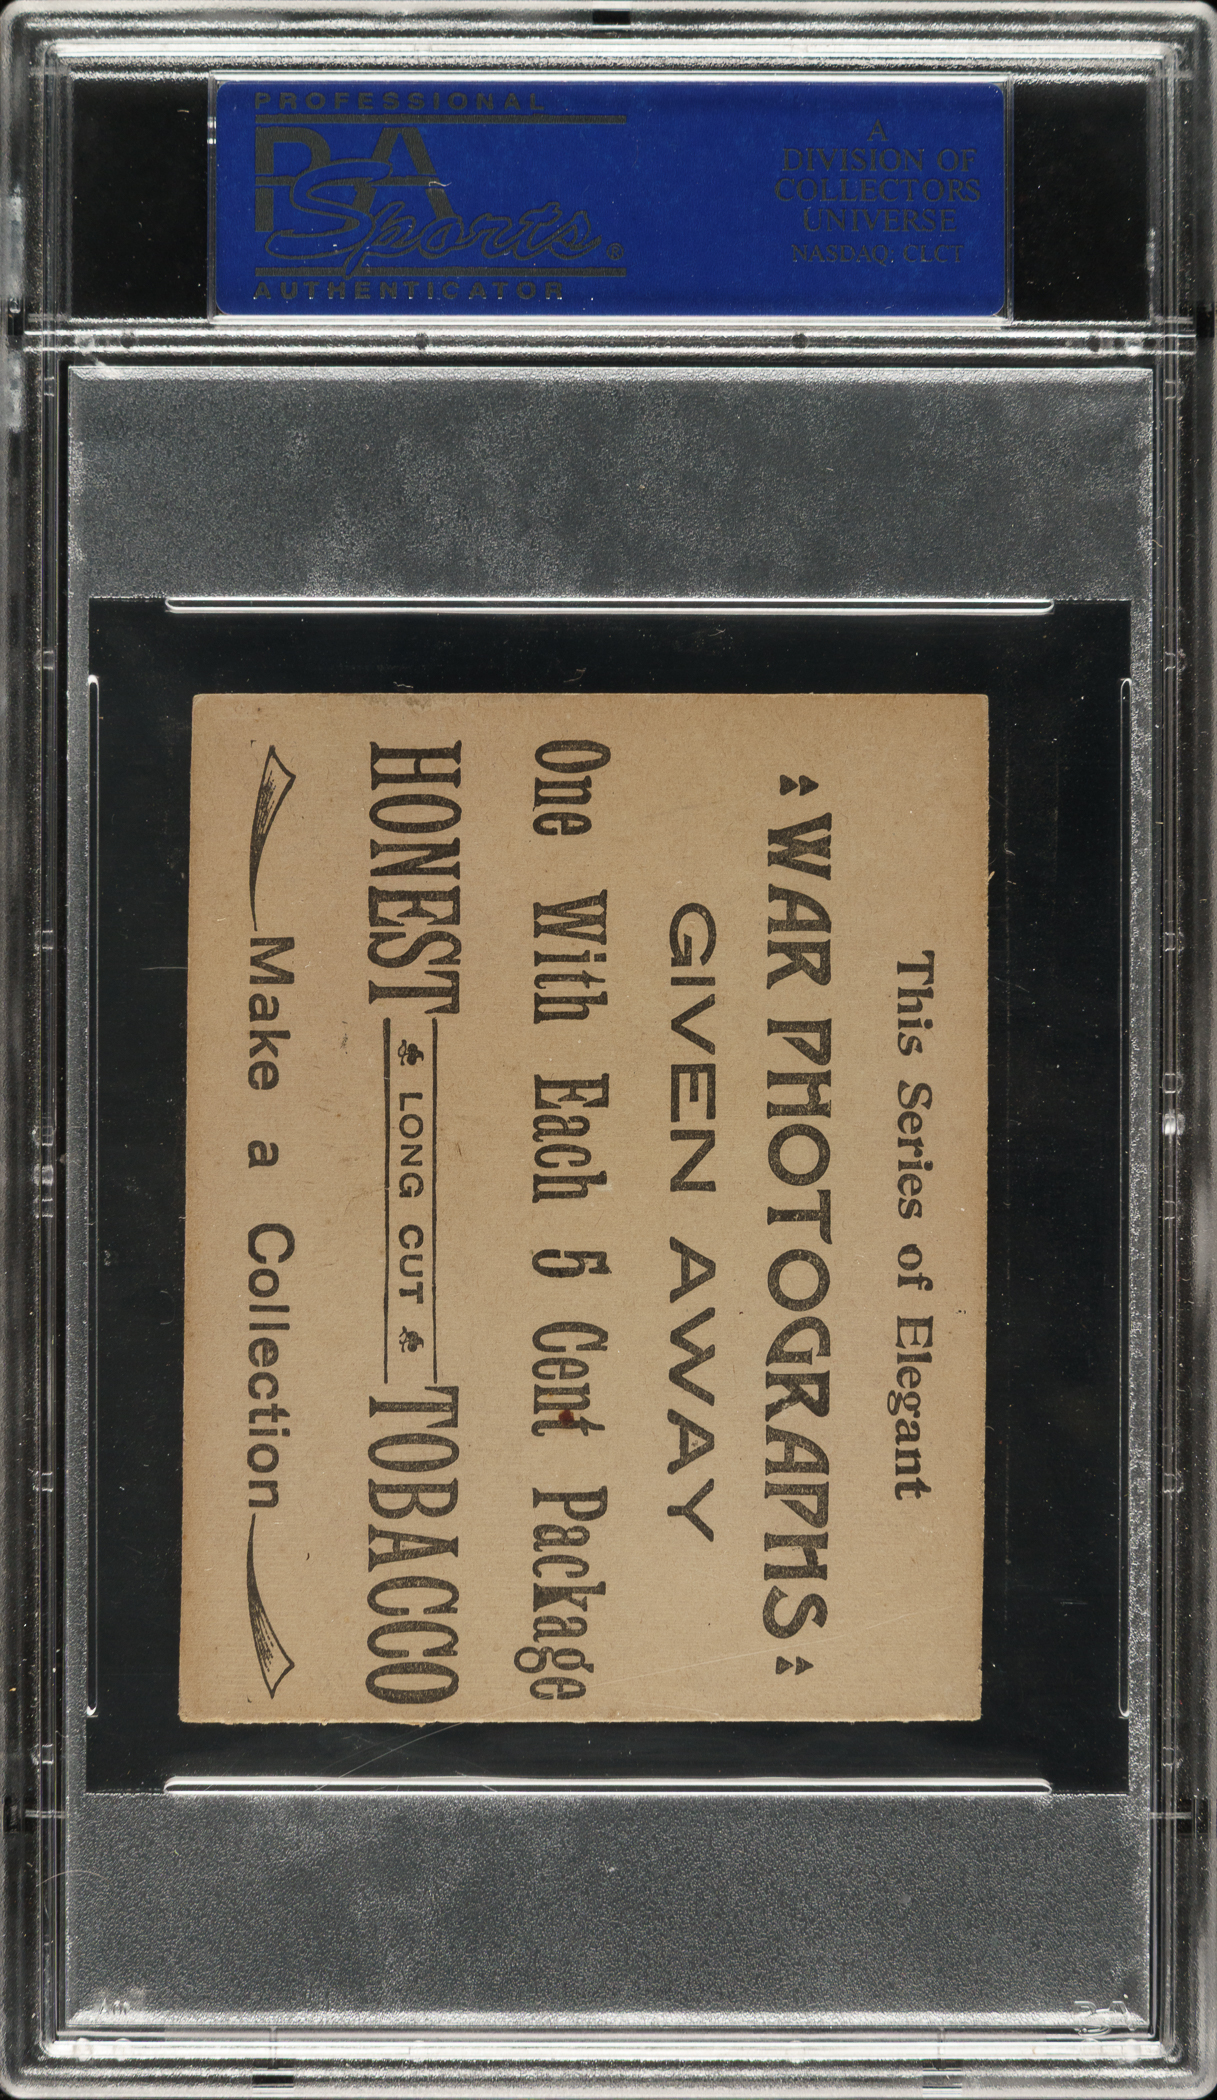 PROFESSIONAL
PSA
Sports®
AUTHENTICATOR
A
DIVISION OF
COLLECTORS
UNIVERSE
NASDAQ: CLCT
This Series of Elegant
WAR PHOTOGRAPHS
GIVEN AWAY
One With Each 5 Cent Package
HONEST LONG CUT TOBACCO
Make a Collection
PSA